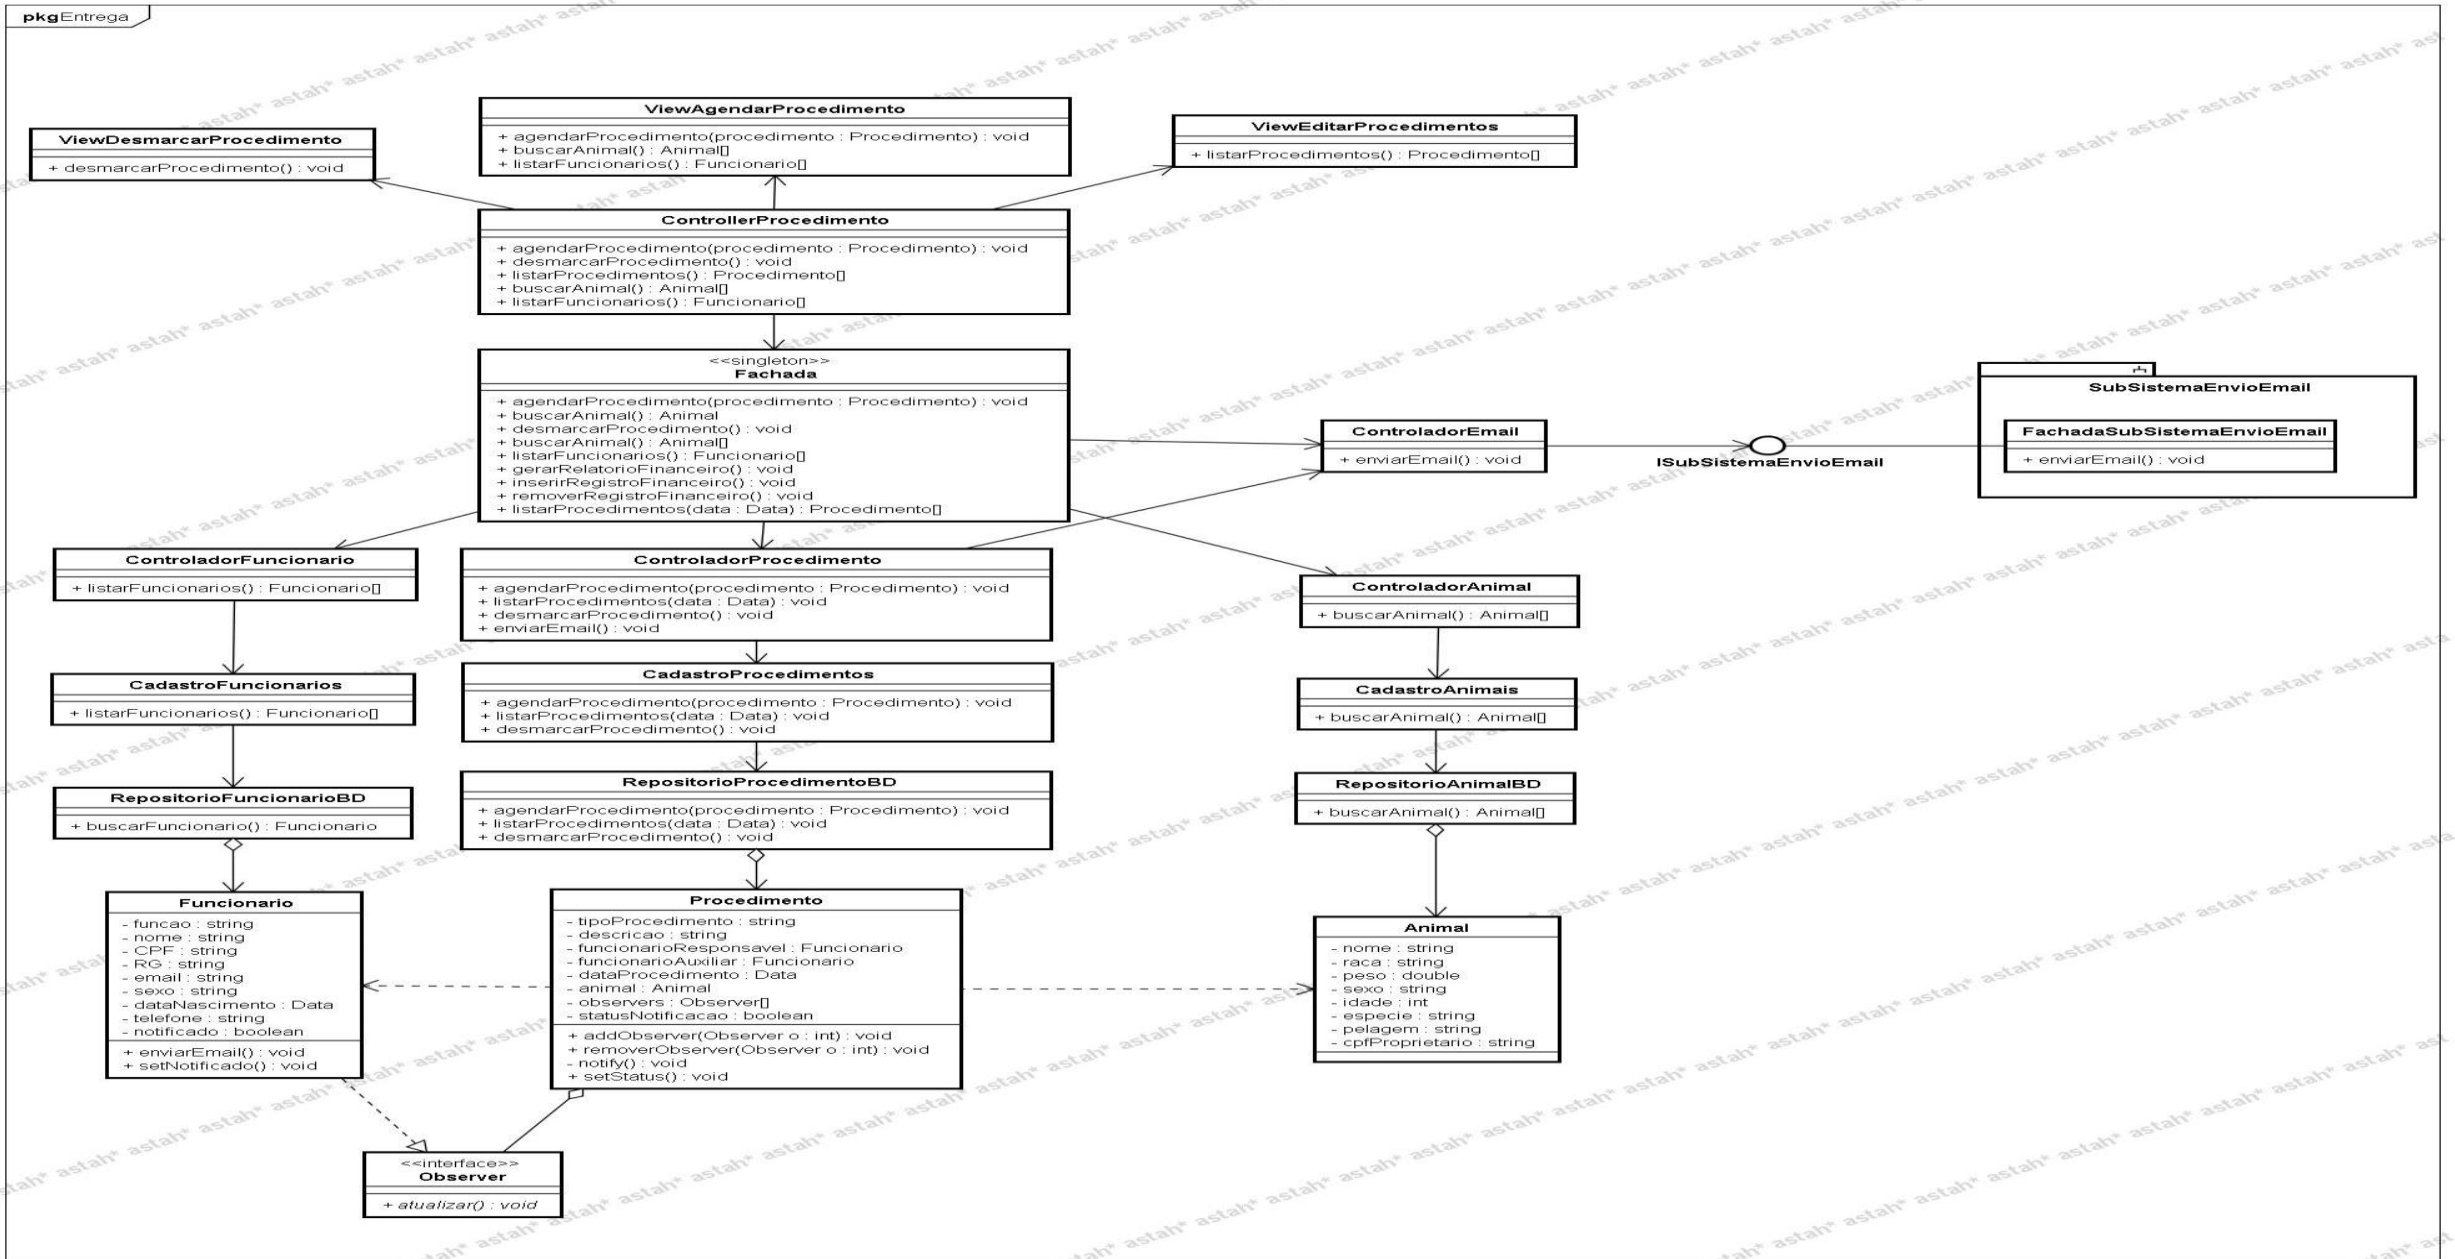 pkg Entrega
ViewDesmarcarProcedimento
+ desmarcarProcedimento() : void
ViewAgendarProcedimento
+ agendarProcedimento(procedimento : Procedimento) : void
+ buscarAnimal() : Animal[]
+ listarFuncionarios() : Funcionario[]
ViewEditarProcedimentos
+ listarProcedimentos() : Procedimento[]
ControllerProcedimento
+ agendarProcedimento(procedimento : Procedimento) : void
+ desmarcarProcedimento() : void
+ listarProcedimentos() : Procedimento[]
+ buscarAnimal() : Animal[]
+ listarFuncionarios() : Funcionario[]
<<singleton>>
Fachada
+ agendarProcedimento(procedimento : Procedimento) : void
+ buscarAnimal() : Animal
+ desmarcarProcedimento() : void
+ buscarAnimal() : Animal[]
+ listarFuncionarios() : Funcionario[]
+ gerarRelatorioFinanceiro() : void
+ inserirRegistroFinanceiro() : void
+ removerRegistroFinanceiro() : void
+ listarProcedimentos(data : Data) : Procedimento[]
ControladorEmail
+ enviarEmail() : void
ISubSistemaEnvioEmail
SubSistemaEnvioEmail
FachadaSubSistemaEnvioEmail
+ enviarEmail() : void
ControladorFuncionario
+ listarFuncionarios() : Funcionario[]
ControladorProcedimento
+ agendarProcedimento(procedimento : Procedimento) : void
+ listarProcedimentos(data : Data) : void
+ desmarcarProcedimento() : void
+ enviarEmail() : void
ControladorAnimal
+ buscarAnimal() : Animal[]
CadastroFuncionarios
+ listarFuncionarios() : Funcionario[]
CadastroProcedimentos
+ agendarProcedimento(procedimento : Procedimento) : void
+ listarProcedimentos(data : Data) : void
+ desmarcarProcedimento() : void
CadastroAnimais
+ buscarAnimal() : Animal[]
RepositorioFuncionarioBD
+ buscarFuncionario() : Funcionario
RepositorioProcedimentoBD
+ agendarProcedimento(procedimento : Procedimento) : void
+ listarProcedimentos(data : Data) : void
+ desmarcarProcedimento() : void
RepositorioAnimalBD
+ buscarAnimal() : Animal[]
Funcionario
- funcao : string
- nome : string
- CPF : string
- RG : string
- email : string
- sexo : string
- dataNascimento : Data
- telefone : string
- notificado : boolean
+ enviarEmail() : void
+ setNotificado() : void
Procedimento
- tipoProcedimento : string
- descricao : string
- funcionarioResponsavel : Funcionario
- funcionarioAuxiliar : Funcionario
- dataProcedimento : Data
- animal : Animal
- observers : Observer[]
- statusNotificacao : boolean
+ addObserver(Observer o : int) : void
+ removerObserver(Observer o : int) : void
- notify() : void
+ setStatus() : void
Animal
- nome : string
- raca : string
- peso : double
- sexo : string
- idade : int
- especie : string
- pelagem : string
- cpfProprietario : string
<<interface>>
Observer
+ atualizar() : void